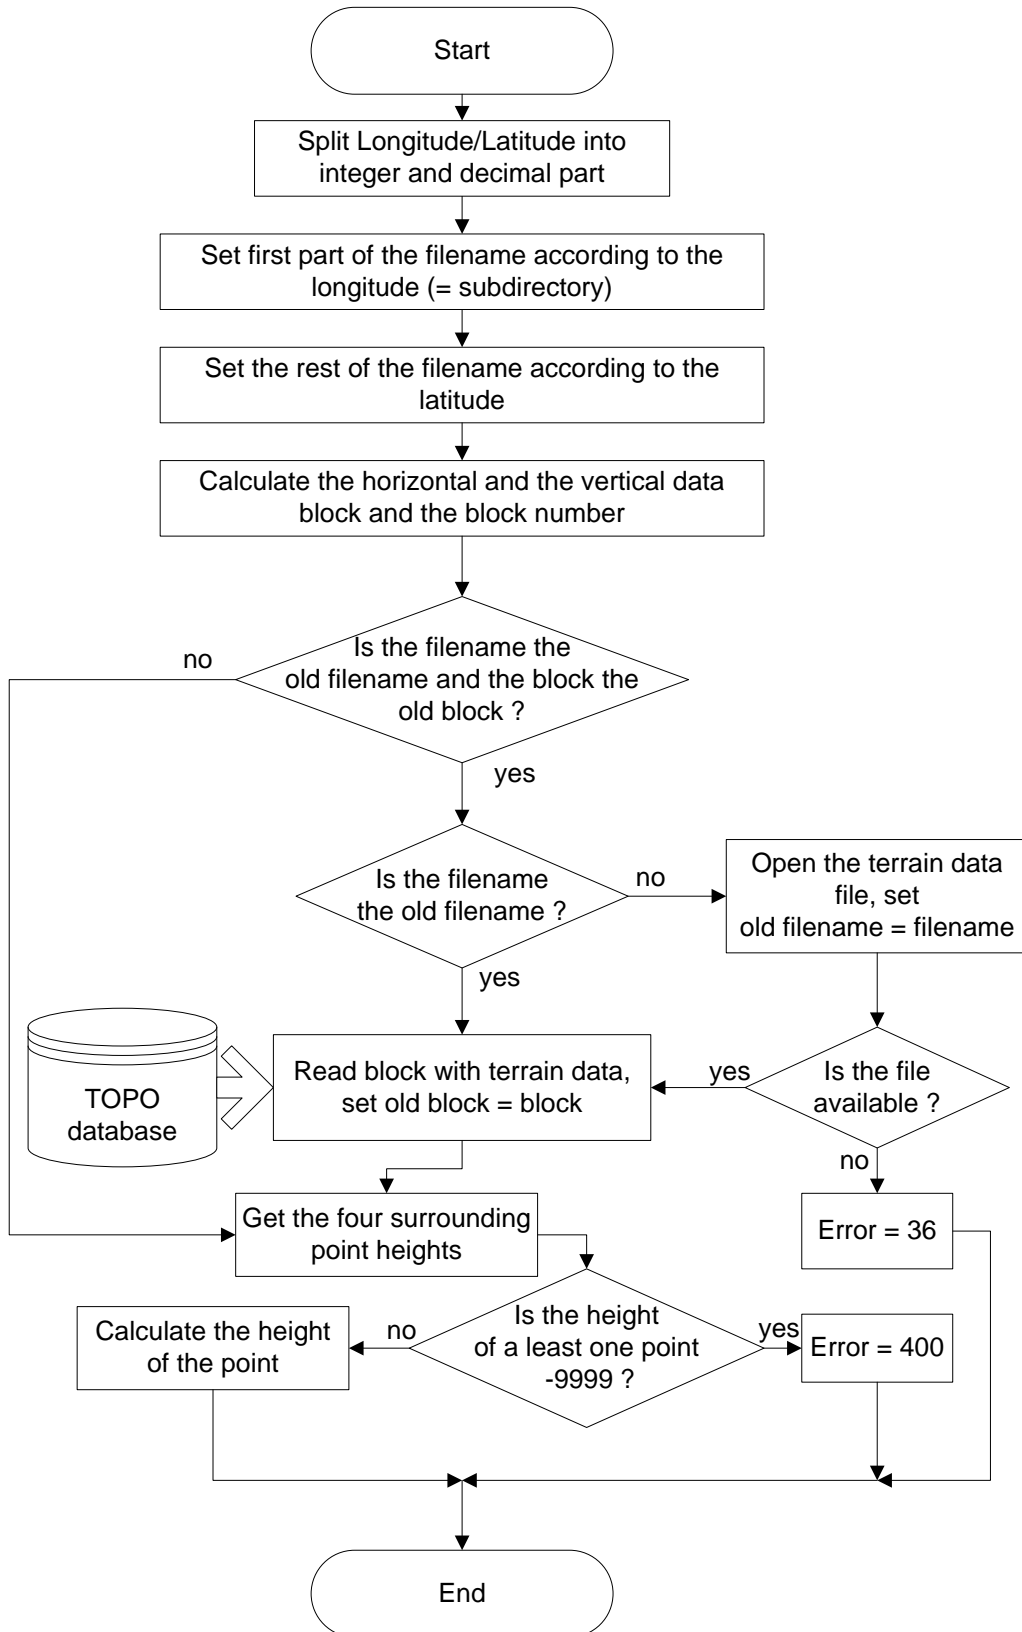 Start
Split Longitude/Latitude into
integer and decimal part
Set first part of the filename according to the
longitude (= subdirectory)
Set the rest of the filename according to the
latitude
Calculate the horizontal and the vertical data
block and the block number
Is the filename the
old filename and the block the
old block ?
no
yes
Is the filename
the old filename ?
no
yes
Open the terrain data
file, set
old filename = filename
TOPO
database
Read block with terrain data,
set old block = block
yes
Is the file
available ?
no
Get the four surrounding
point heights
Error = 36
Calculate the height
of the point
no
Is the height
of a least one point
-9999 ?
yes
Error = 400
End